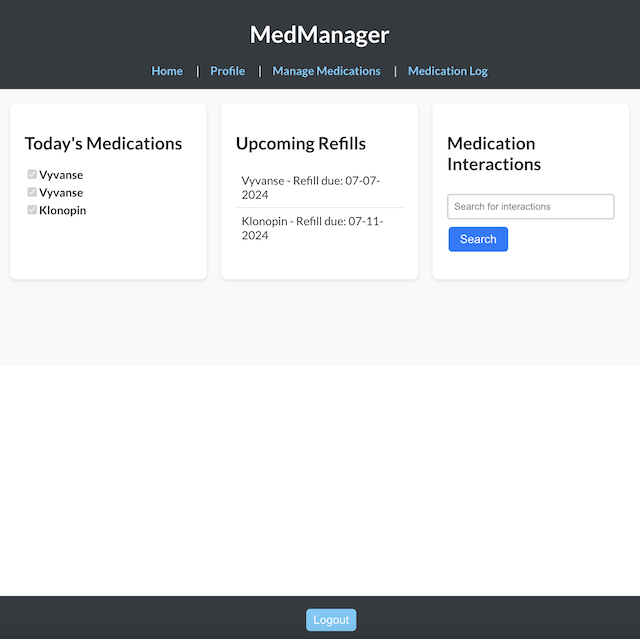 MedManager
Home | Profile | Manage Medications | Medication Log
Today's Medications
Vyvanse
Vyvanse
Klonopin
Upcoming Refills
Vyvanse - Refill due: 07-07-
2024
Klonopin - Refill due: 07-11-
2024
Medication
Interactions
Search for interactions
Search
Logout